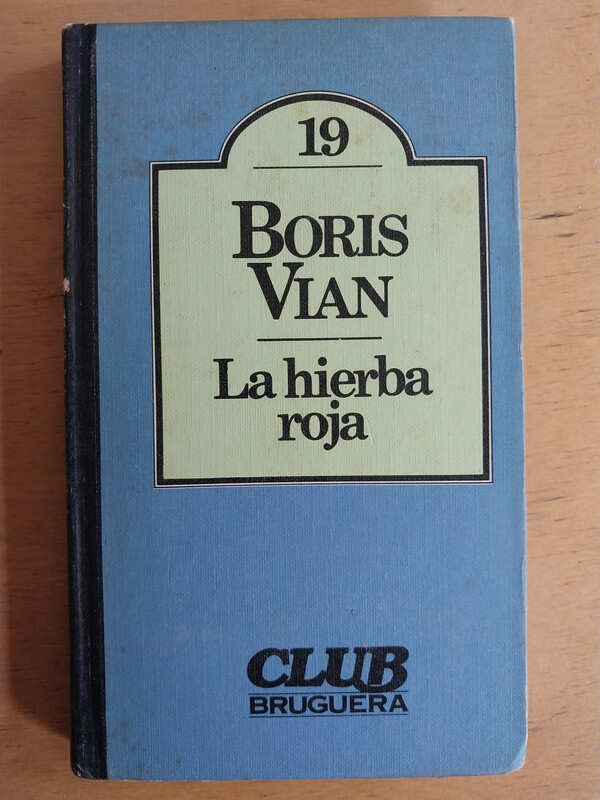 19
BORIS
VIAN
La hierba
roja
CLUB
BRUGUERA